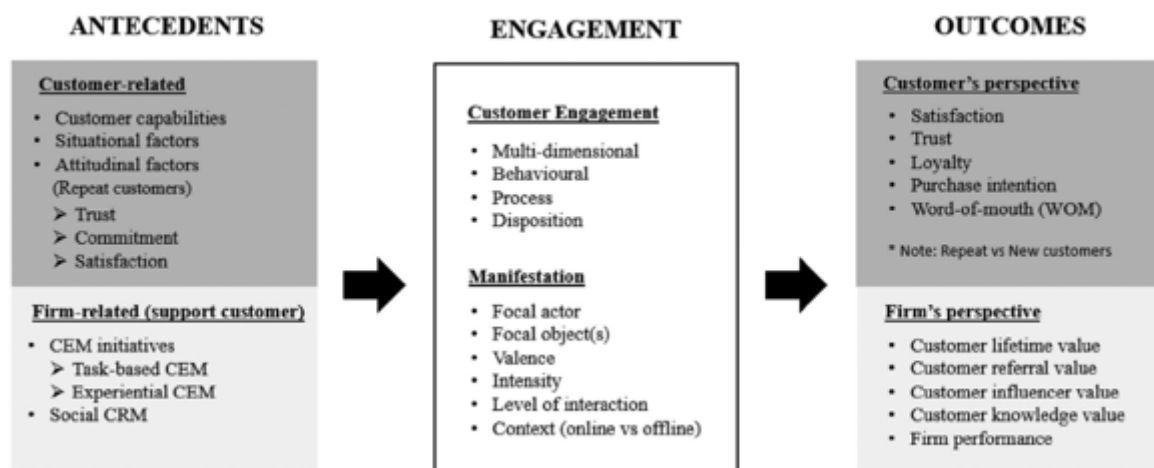 ANTECEDENTS
Customer-related
• Customer capabilities
• Situational factors
• Attitudinal factors
(Repeat customers)
➢ Trust
➢ Commitment
➢ Satisfaction
Firm-related (support customer)
• CEM initiatives
➢ Task-based CEM
➢ Experiential CEM
• Social CRM
ENGAGEMENT
Customer Engagement
• Multi-dimensional
• Behavioural
• Process
• Disposition
Manifestation
• Focal actor
• Focal object(s)
• Valence
• Intensity
• Level of interaction
• Context (online vs offline)
OUTCOMES
Customer's perspective
• Satisfaction
• Trust
• Loyalty
• Purchase intention
• Word-of-mouth (WOM)
* Note: Repeat vs New customers
Firm's perspective
• Customer lifetime value
• Customer referral value
• Customer influencer value
• Customer knowledge value
• Firm performance